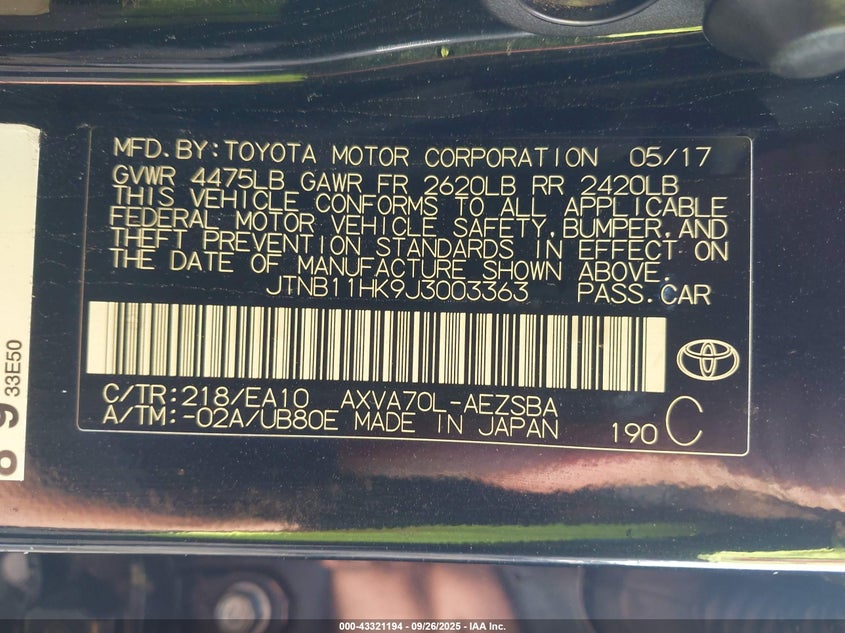 MFD.BY:TOYOTA MOTOR CORPORATION 05/17
GVWR 4475LB GAWR FR 2620LB RR 2420LB
THIS VEHICLE CONFORMS TO ALL APPLICABLE
FEDERAL MOTOR VEHICLE SAFETY,BUMPER,AND
THEFT PREVENTION STANDARDS IN EFFECT ON
THE DATE OF MANUFACTURE SHOWN ABOVE.
JTNB11HK9J3003363 PASS.CAR
C/TR:218/EA10 AXVA70L-AEZSBA
A/TM:-02A/UB80E MADE IN JAPAN 190 C
33E50
000-43321194 - 09/26/2025 - IAA Inc.